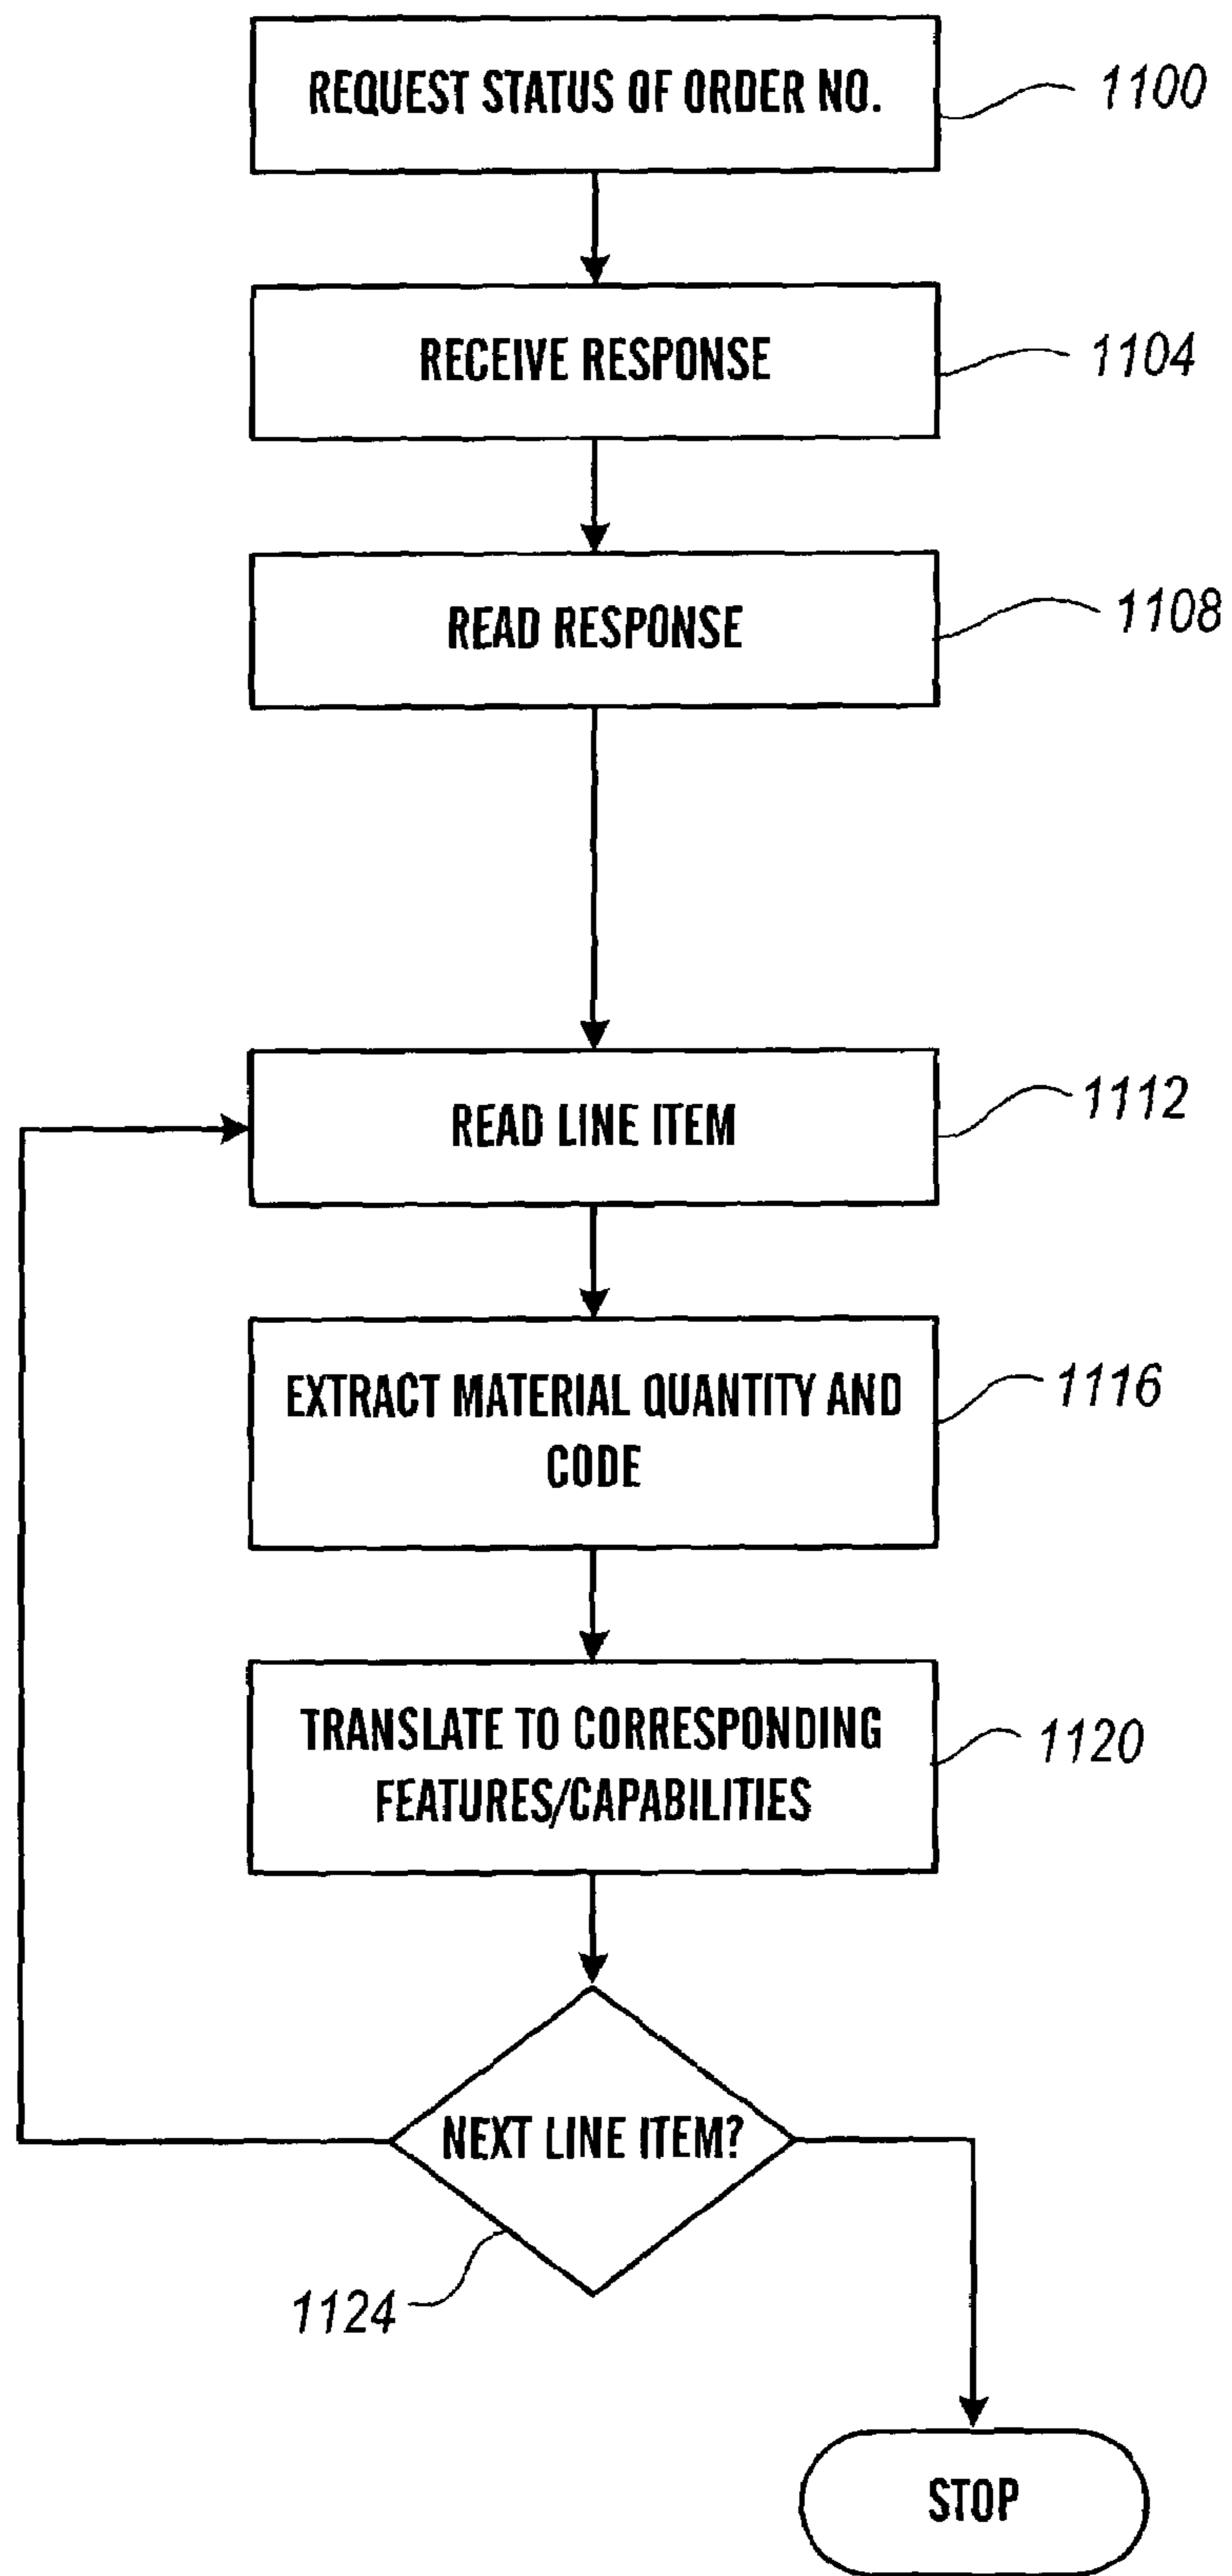 REQUEST STATUS OF ORDER NO.
1100
RECEIVE RESPONSE
1104
READ RESPONSE
1108
READ LINE ITEM
1112
EXTRACT MATERIAL QUANTITY AND
CODE
1116
TRANSLATE TO CORRESPONDING
FEATURES/CAPABILITIES
1120
NEXT LINE ITEM?
1124
STOP